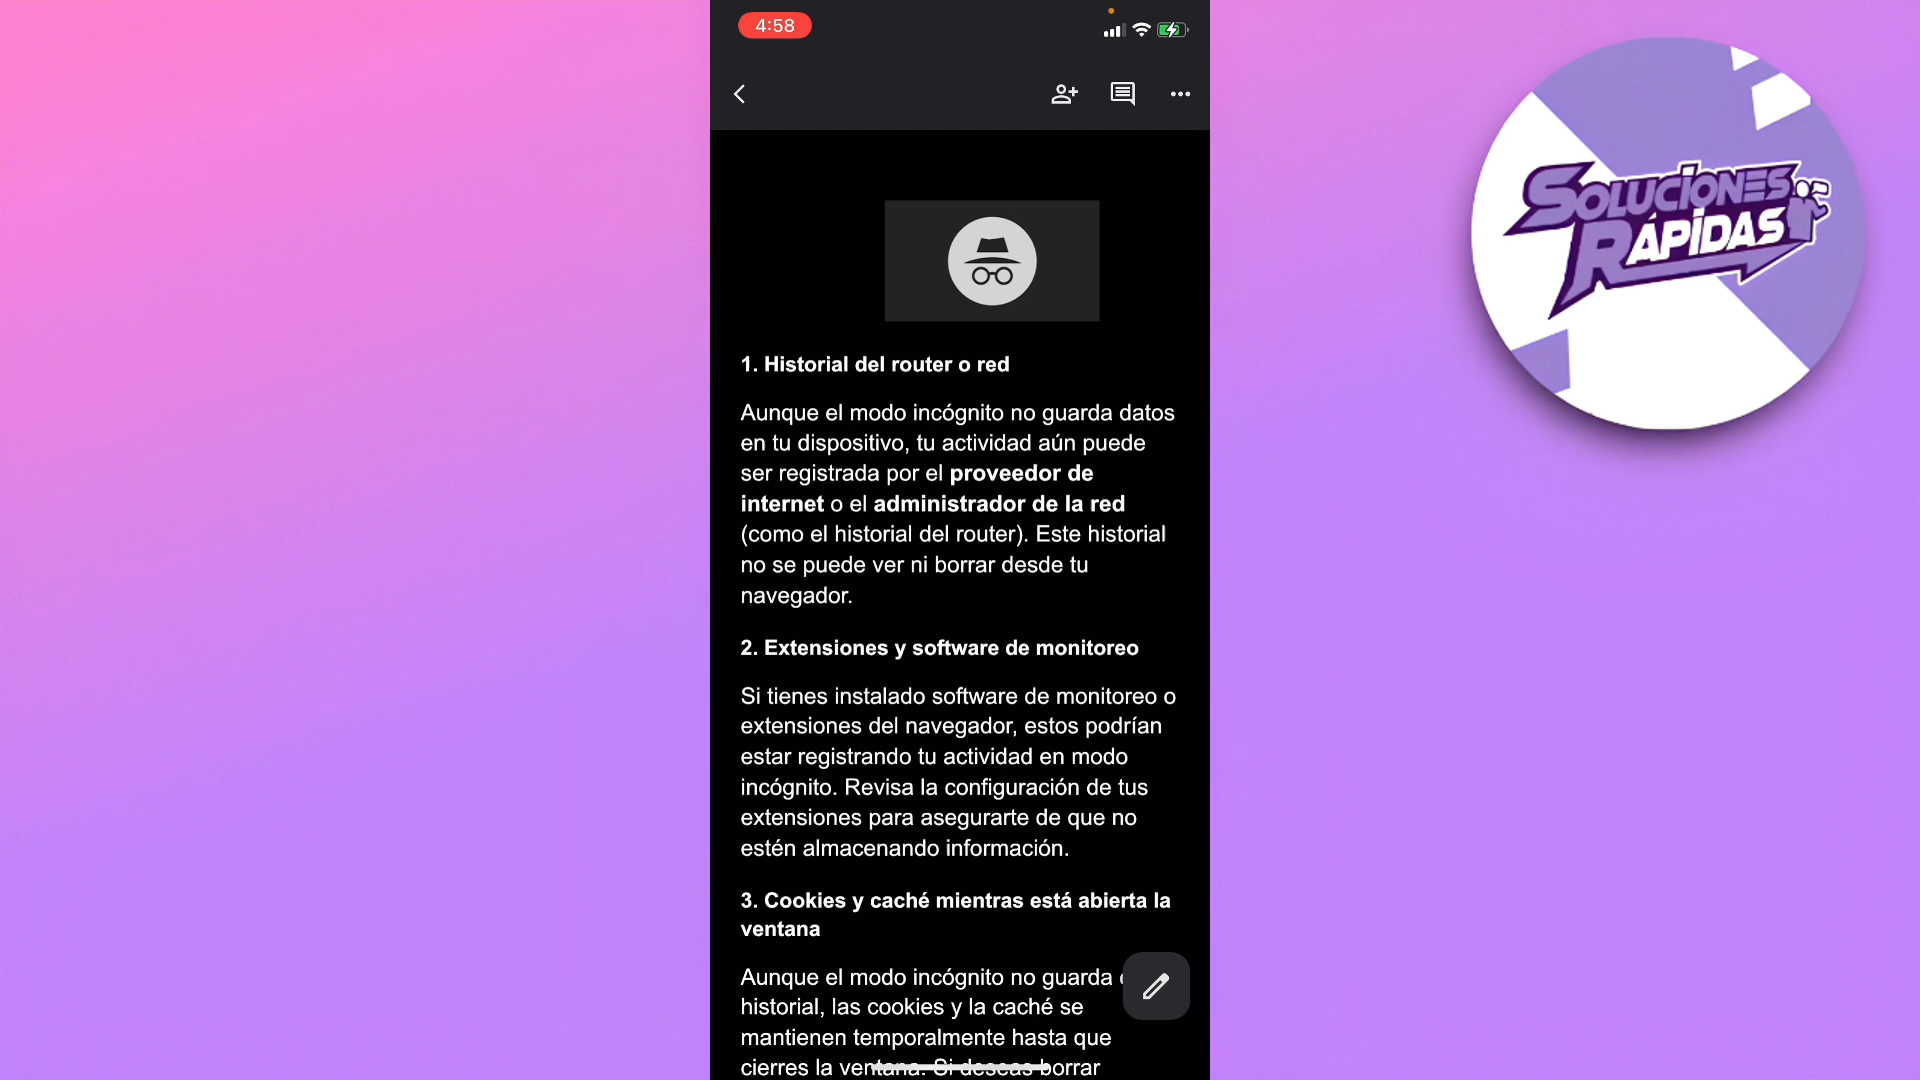 4:58
SOLUCIONES
RÁPIDAS
1. Historial del router o red
Aunque el modo incógnito no guarda datos
en tu dispositivo, tu actividad aún puede
ser registrada por el proveedor de
internet o el administrador de la red
(como el historial del router). Este historial
no se puede ver ni borrar desde tu
navegador.
2. Extensiones y software de monitoreo
Si tienes instalado software de monitoreo o
extensiones del navegador, estos podrían
estar registrando tu actividad en modo
incógnito. Revisa la configuración de tus
extensiones para asegurarte de que no
estén almacenando información.
3. Cookies y caché mientras está abierta la
ventana
Aunque el modo incógnito no guarda
historial, las cookies y la caché se
mantienen temporalmente hasta que
cierres la ventana. Si deseas borrar